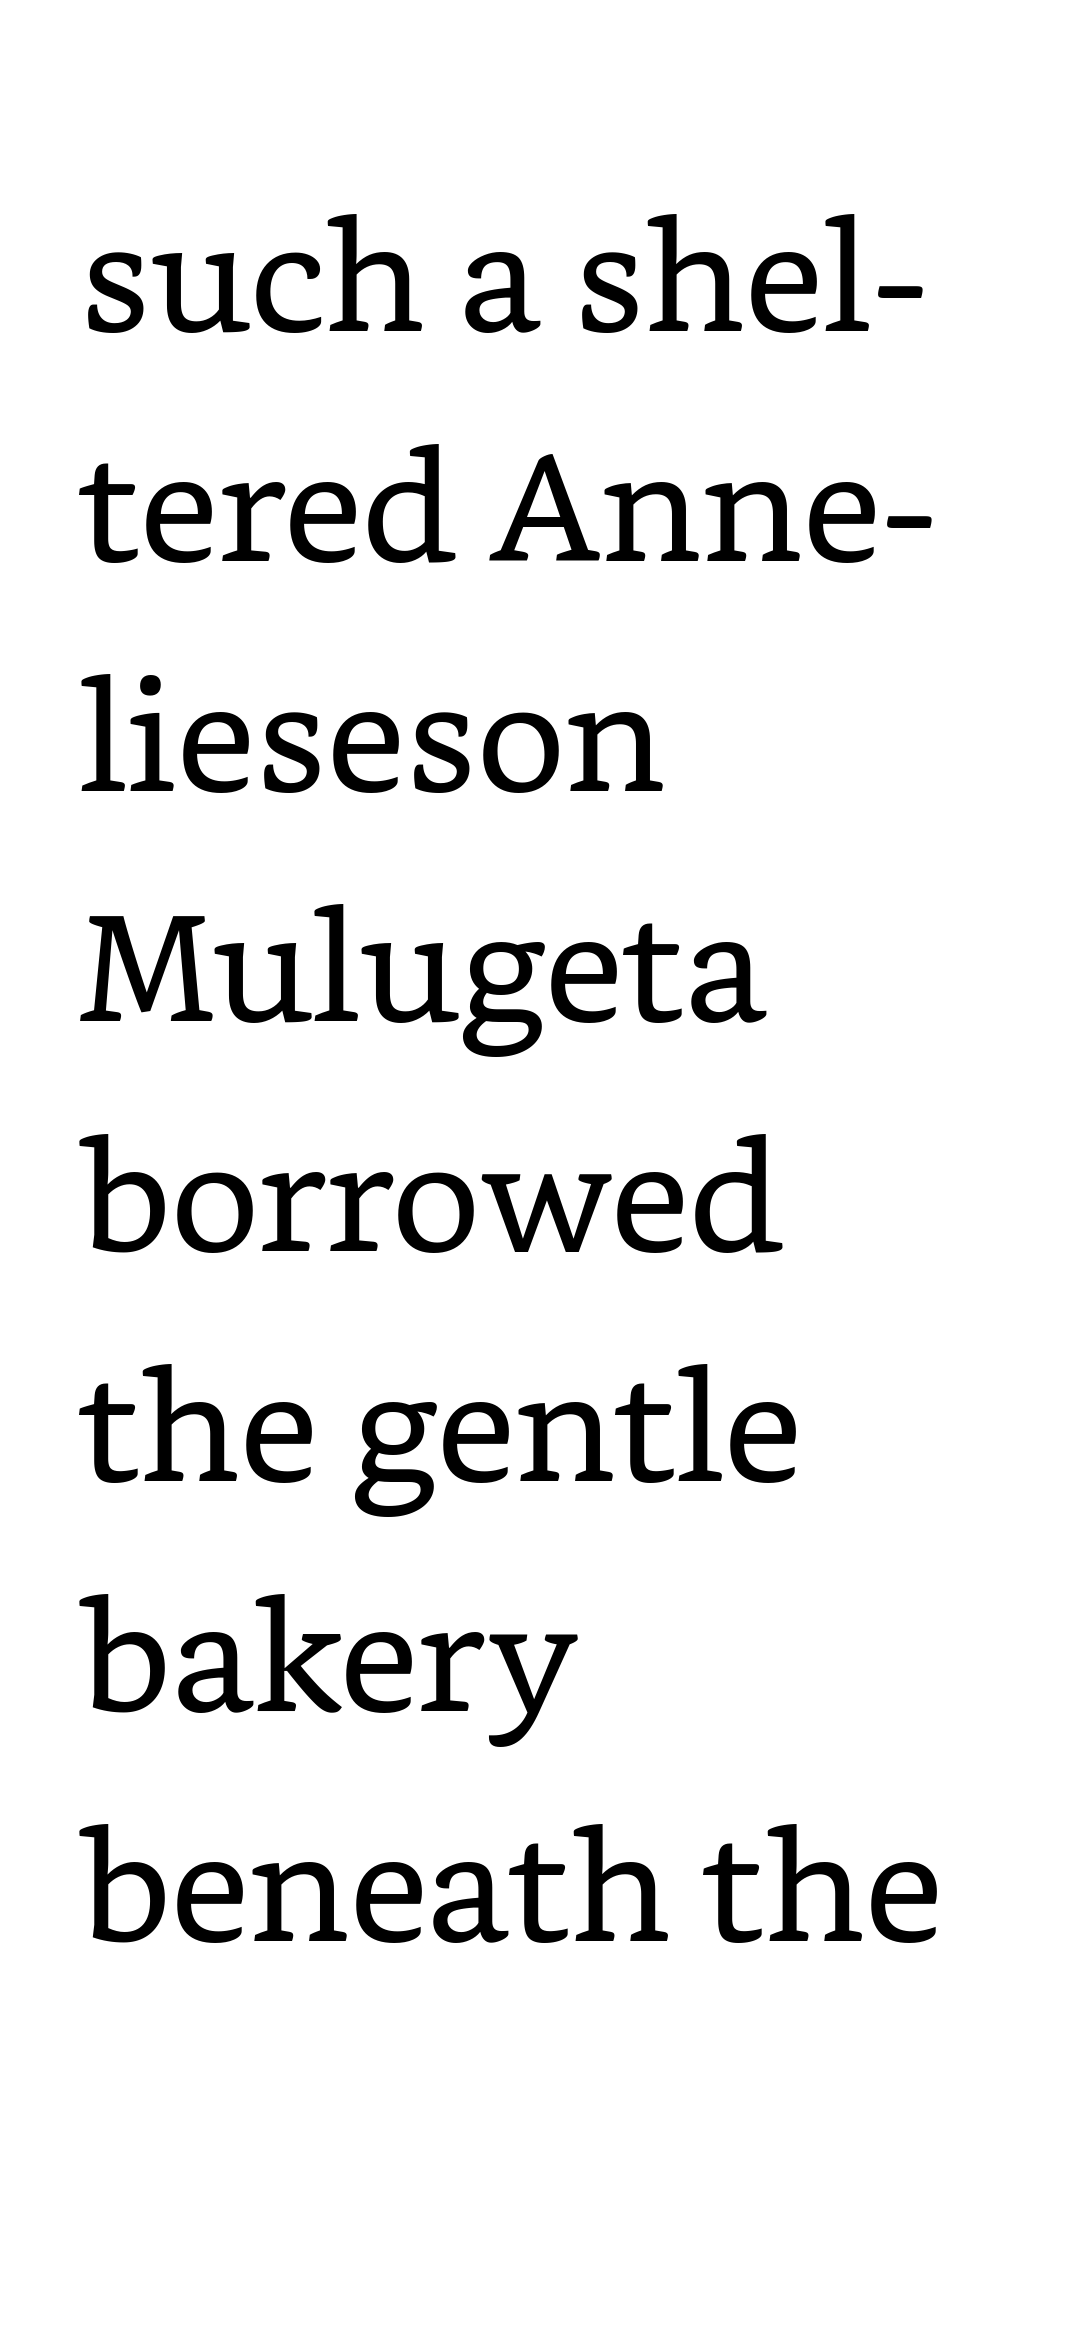 such a shel-
tered Anne-
lieseson
Mulugeta
borrowed
the gentle
bakery
beneath the